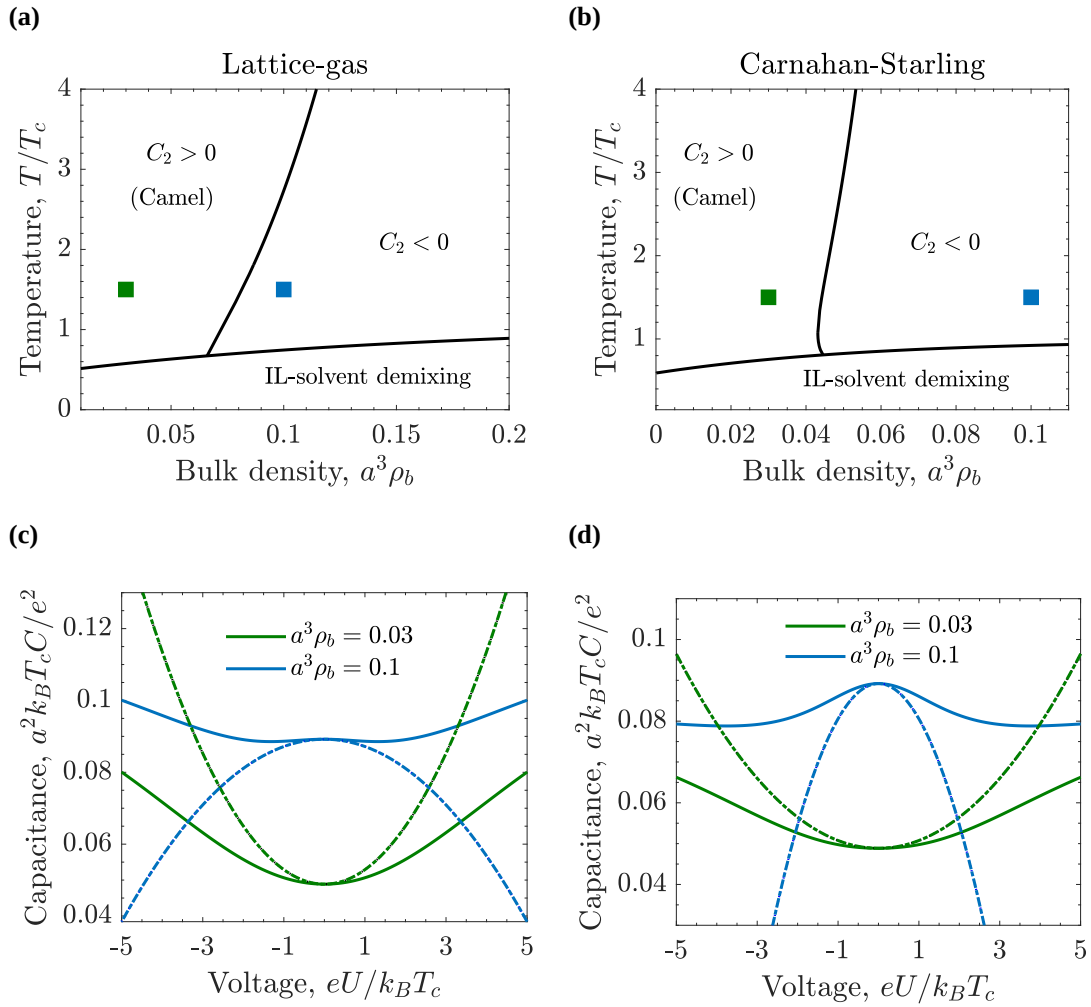 (a)
Lattice-gas
4
3
2
1
0
Temperature, T/T_c
C_2 > 0
(Camel)
C_2 < 0
IL-solvent demixing
0.05
0.1
0.15
0.2
Bulk density, a^3ρ_b
(b)
Carnahan-Starling
4
3
2
1
0
Temperature, T/T_c
C_2 > 0
(Camel)
C_2 < 0
IL-solvent demixing
0
0.02
0.04
0.06
0.08
0.1
Bulk density, a^3ρ_b
(c)
0.12
0.1
0.08
0.06
0.04
Capacitance, a^2k_BT_cC/e^2
a^3ρ_b = 0.03
a^3ρ_b = 0.1
-5
-3
-1
1
3
5
Voltage, eU/k_BT_c
(d)
0.1
0.08
0.06
0.04
Capacitance, a^2k_BT_cC/e^2
a^3ρ_b = 0.03
a^3ρ_b = 0.1
-5
-3
-1
1
3
5
Voltage, eU/k_BT_c